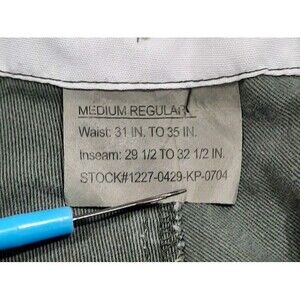 MEDIUM REGULAR
Waist: 31 IN. TO 35 IN.
Inseam: 29 1/2 TO 32 1/2 IN.
STOCK#1227-0429-KP-0704